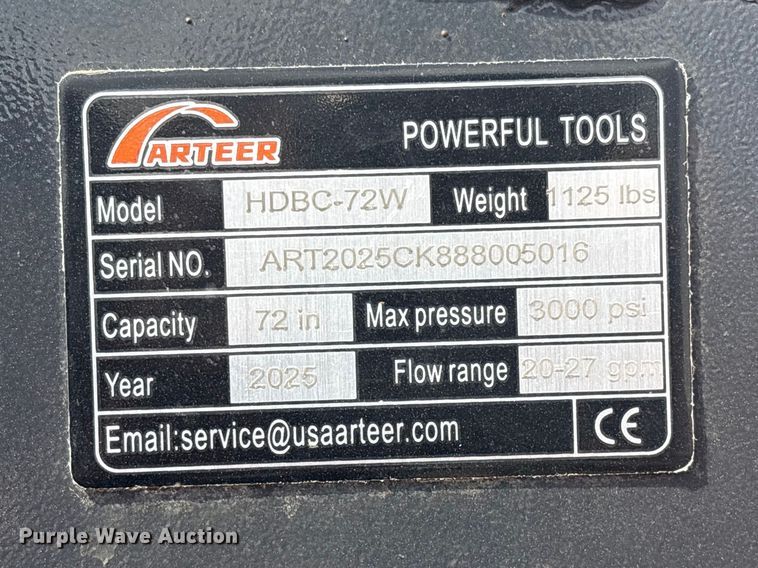 ARTEER POWERFUL TOOLS
Model HDBC-72W Weight 1125 lbs
Serial NO. ART2025CK888005016
Capacity 72 in Max pressure 3000 psi
Year 2025 Flow range 20-27 gpm
Email:service@usaarteer.com CE
Purple Wave Auction